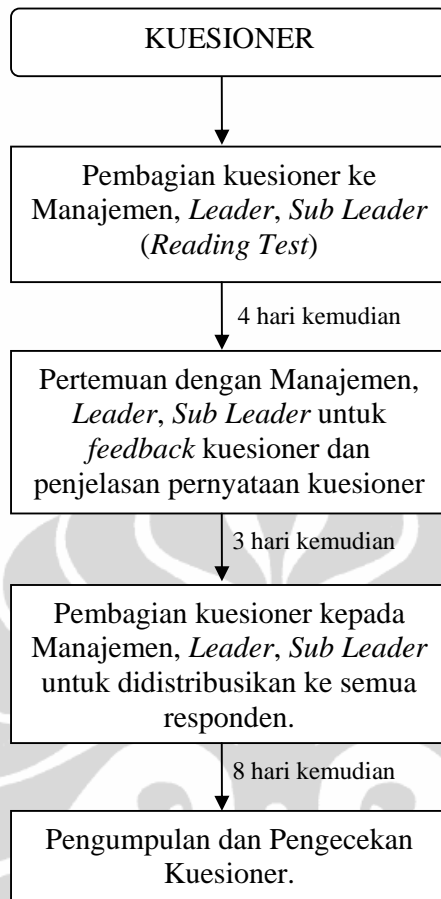 KUESIONER
Pembagian kuesioner ke
Manajemen, Leader, Sub Leader
(Reading Test)
4 hari kemudian
Pertemuan dengan Manajemen,
Leader, Sub Leader untuk
feedback kuesioner dan
penjelasan pernyataan kuesioner
3 hari kemudian
Pembagian kuesioner kepada
Manajemen, Leader, Sub Leader
untuk didistribusikan ke semua
responden.
8 hari kemudian
Pengumpulan dan Pengecekan
Kuesioner.